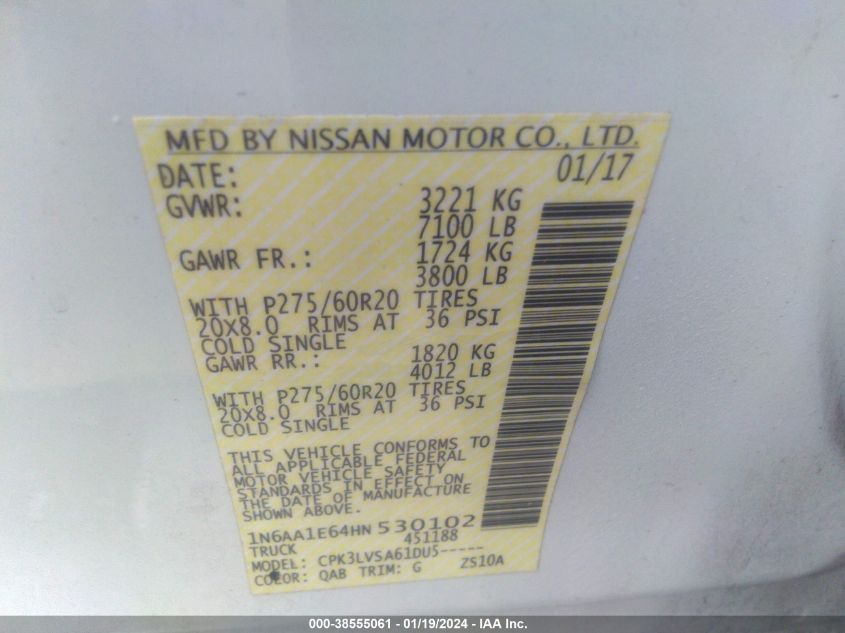 MFD BY NISSAN MOTOR CO., LTD.
DATE: 01/17
GVWR: 3221 KG
7100 LB
GAWR FR.: 1724 KG
3800 LB
WITH P275/60R20 TIRES
20X8.0 RIMS AT 36 PSI
COLD SINGLE
GAWR RR.: 1820 KG
4012 LB
WITH P275/60R20 TIRES
20X8.0 RIMS AT 36 PSI
COLD SINGLE
THIS VEHICLE CONFORMS TO
ALL APPLICABLE FEDERAL
MOTOR VEHICLE SAFETY
STANDARDS IN EFFECT ON
THE DATE OF MANUFACTURE
SHOWN ABOVE.
1N6AA1E64HN530102
TRUCK 451188
MODEL: CPK3LVSA61DU5-----
COLOR: QAB TRIM: G ZS10A
000-38555061 - 01/19/2024 - IAA Inc.